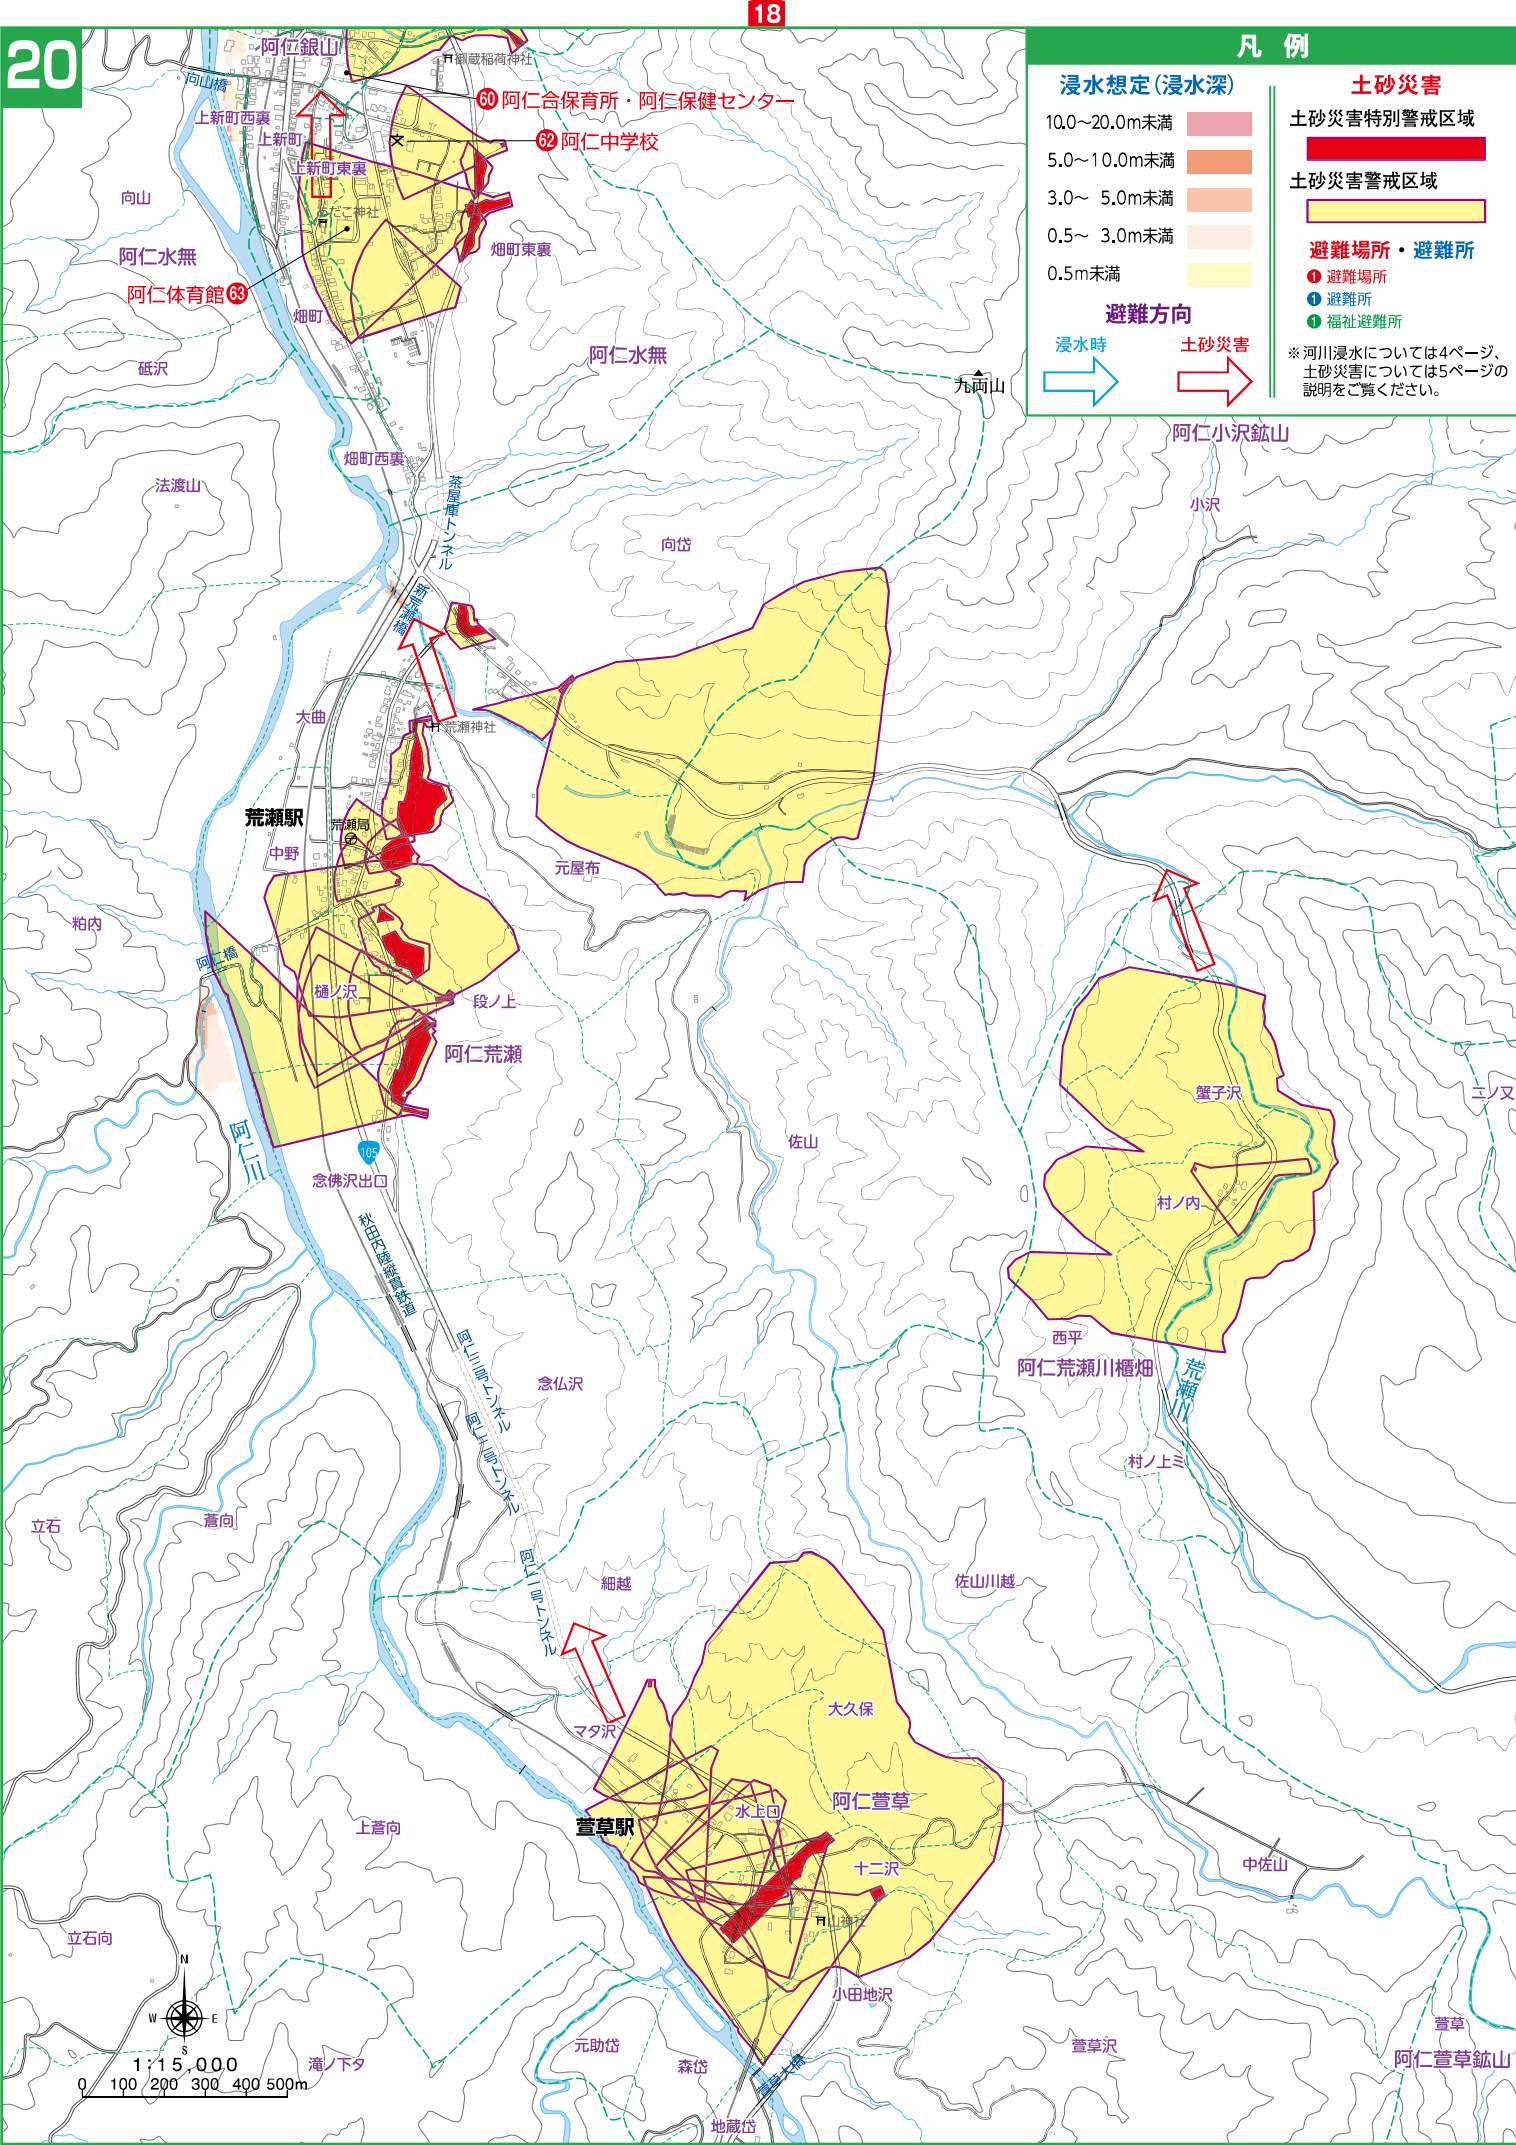 18
20
凡 例
浸水想定(浸水深)
10.0～20.0m未満
5.0～10.0m未満
3.0～ 5.0m未満
0.5～ 3.0m未満
0.5m未満
避難方向
浸水時
土砂災害
土砂災害
土砂災害特別警戒区域
土砂災害警戒区域
避難場所・避難所
1 避難場所
1 避難所
1 福祉避難所
※河川浸水については4ページ、
土砂災害については5ページの
説明をご覧ください。
阿仁銀山
御蔵稲荷神社
向山橋
60 阿仁合保育所・阿仁保健センター
上新町西裏
上新町
62 阿仁中学校
上新町東裏
向山
あたご神社
阿仁水無
畑町東裏
阿仁体育館 63
畑町
阿仁水無
砥沢
九両山
阿仁小沢鉱山
畑町西裏
法渡山
茶屋庫トンネル
小沢
向岱
新荒瀬橋
大曲
荒瀬神社
荒瀬駅
荒瀬局
中野
元屋布
粕内
阿仁橋
樋ノ沢
段ノ上
阿仁荒瀬
蟹子沢
二ノ又
阿仁川
佐山
105
念佛沢出口
村ノ内
秋田内陸縦貫鉄道
西平
阿仁三号トンネル
阿仁荒瀬川櫃畑
荒瀬川
念仏沢
阿仁二号トンネル
村ノ上ミ
立石
蒼向
阿仁一号トンネル
細越
佐山川越
大久保
マタ沢
阿仁萱草
水上口
萱草駅
上蒼向
十二沢
中佐山
山神社
立石向
小田地沢
N
W
E
S
1:15,000
0 100 200 300 400 500m
滝ノ下タ
元助岱
森岱
萱草大橋
萱草沢
萱草
阿仁萱草鉱山
地蔵岱